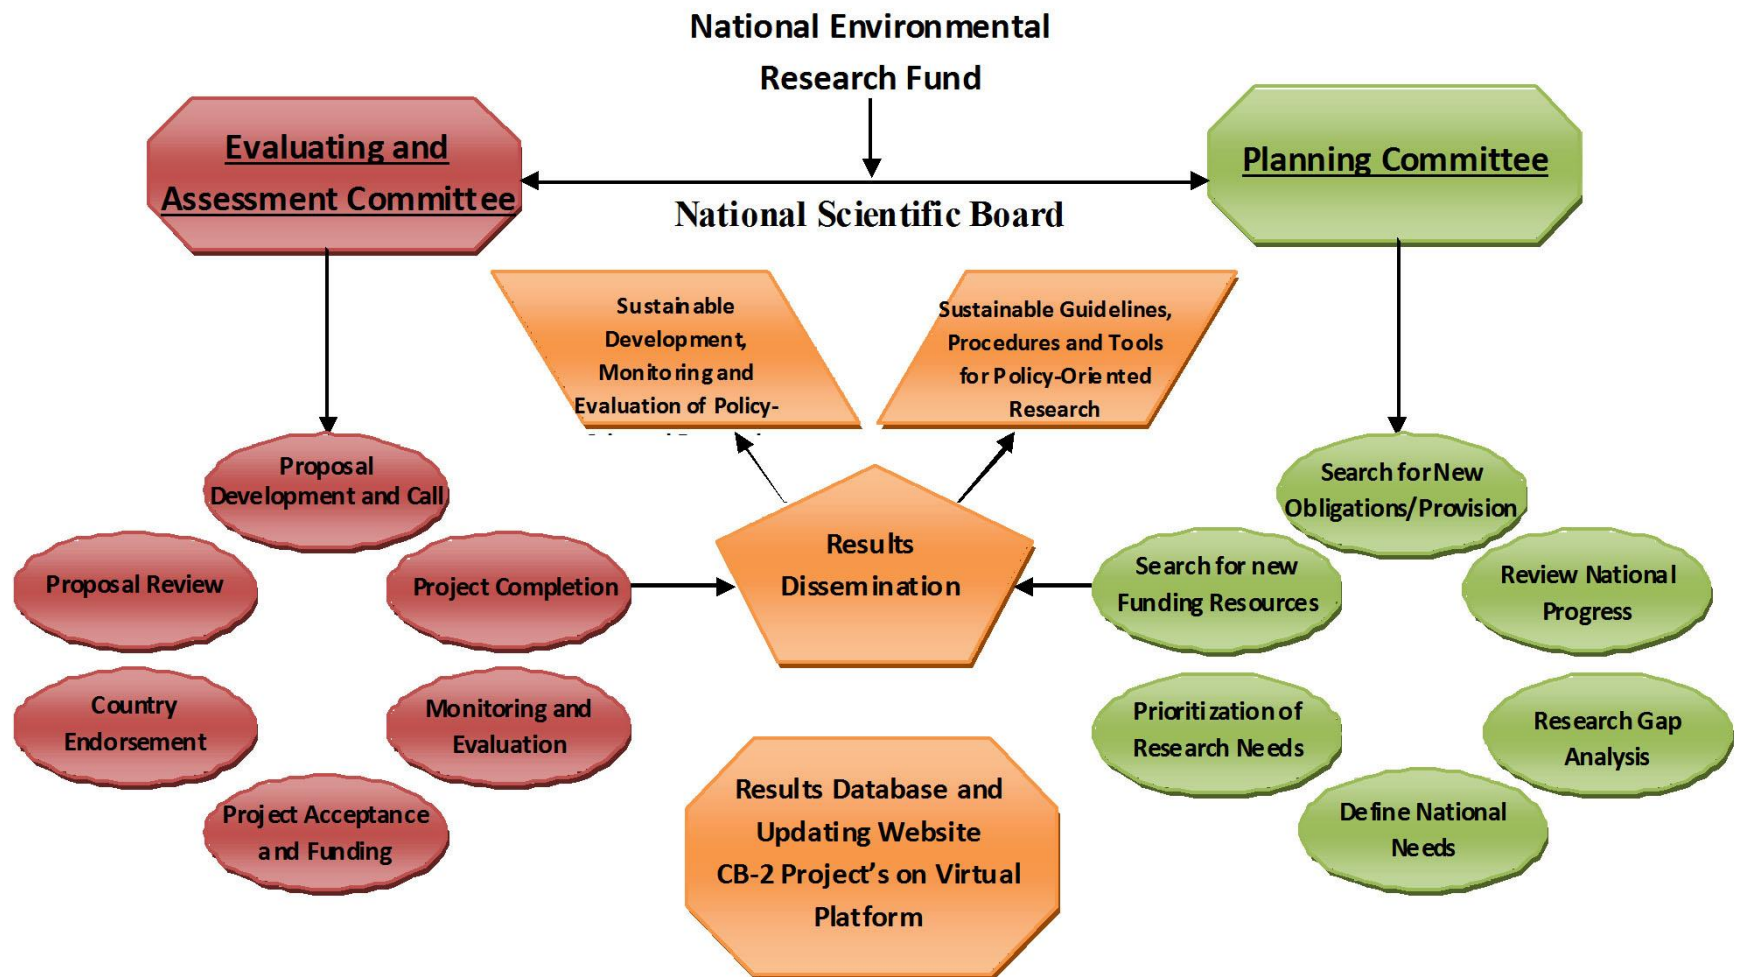 National Environmental
Research Fund
Evaluating and
Assessment Committee
Planning Committee
National Scientific Board
Sustainable
Development,
Monitoring and
Evaluation of Policy-
Sustainable Guidelines,
Procedures and Tools
for Policy-Oriented
Research
Proposal
Development and Call
Proposal Review
Project Completion
Country
Endorsement
Monitoring and
Evaluation
Project Acceptance
and Funding
Results
Dissemination
Search for New
Obligations/Provision
Search for new
Funding Resources
Review National
Progress
Prioritization of
Research Needs
Research Gap
Analysis
Define National
Needs
Results Database and
Updating Website
CB-2 Project's on Virtual
Platform